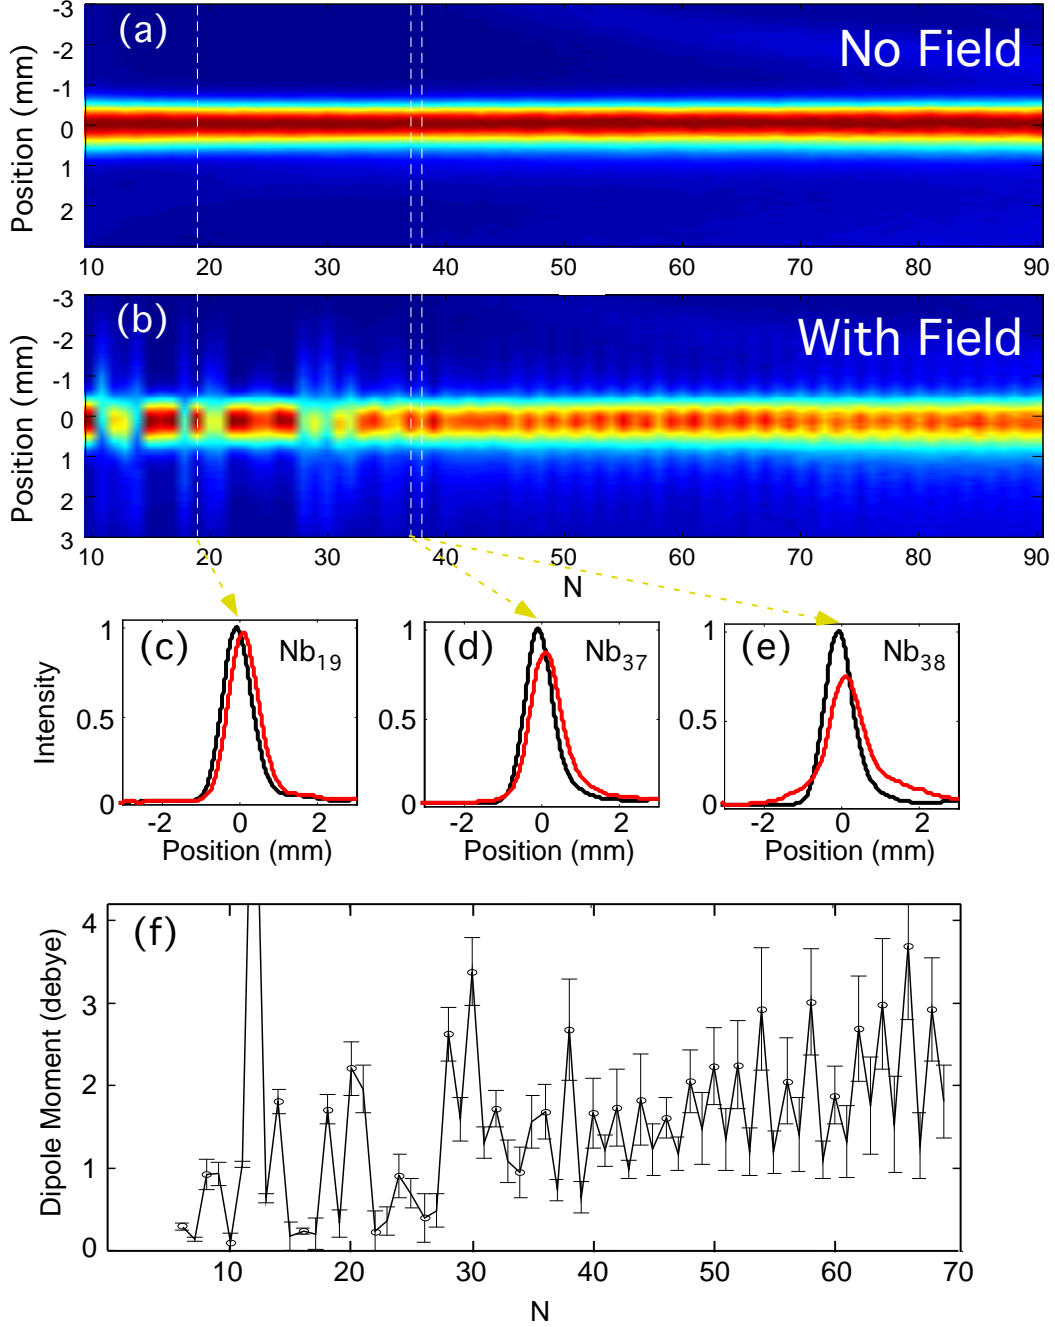 (a)
No Field
Position (mm)
-3
-2
-1
0
1
2
10 20 30 40 50 60 70 80 90
(b)
With Field
Position (mm)
-3
-2
-1
0
1
2
3
10 20 30 40 50 60 70 80 90
N
(c) Nb19
(d) Nb37
(e) Nb38
Intensity
1
0.5
0
-2 0 2
Position (mm)
1
0.5
0
-2 0 2
Position (mm)
1
0.5
0
-2 0 2
Position (mm)
(f)
Dipole Moment (debye)
4
3
2
1
0
10 20 30 40 50 60 70
N